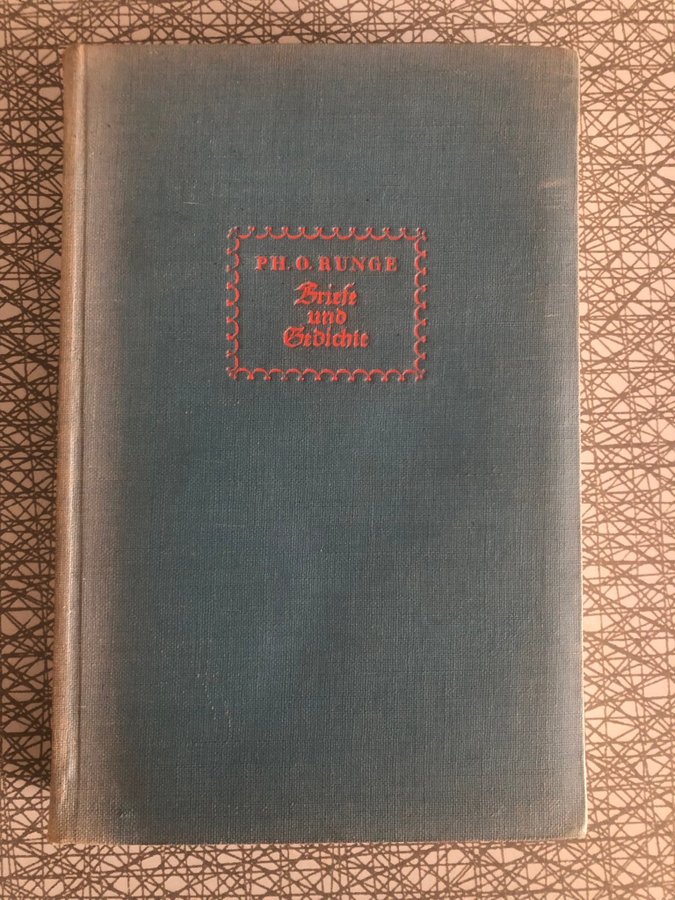 PH. O. RUNGE
Briefe
und
Gedichte